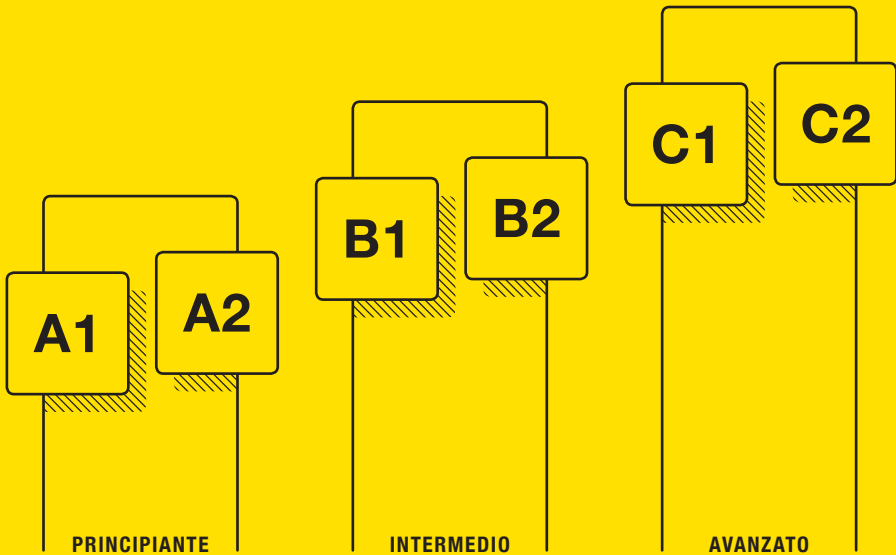 A1
A2
PRINCIPIANTE
B1
B2
INTERMEDIO
C1
C2
AVANZATO